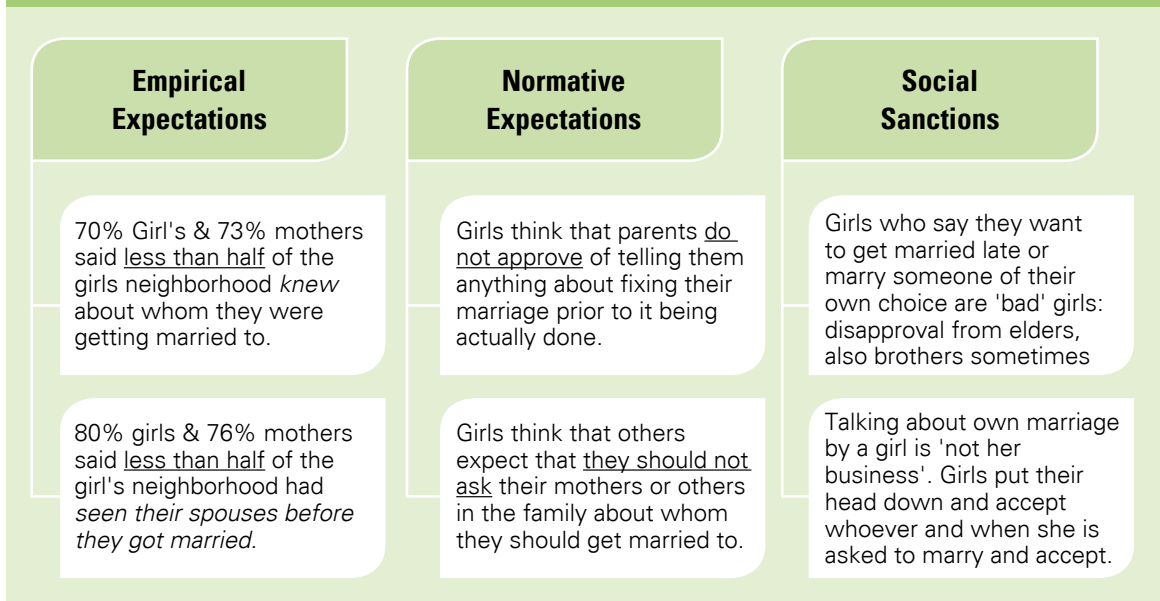 Empirical
Expectations
70% Girl's & 73% mothers
said less than half of the
girls neighborhood knew
about whom they were
getting married to.
80% girls & 76% mothers
said less than half of the
girl's neighborhood had
seen their spouses before
they got married.
Normative
Expectations
Girls think that parents do
not approve of telling them
anything about fixing their
marriage prior to it being
actually done.
Girls think that others
expect that they should not
ask their mothers or others
in the family about whom
they should get married to.
Social
Sanctions
Girls who say they want
to get married late or
marry someone of their
own choice are 'bad' girls:
disapproval from elders,
also brothers sometimes
Talking about own marriage
by a girl is 'not her
business'. Girls put their
head down and accept
whoever and when she is
asked to marry and accept.